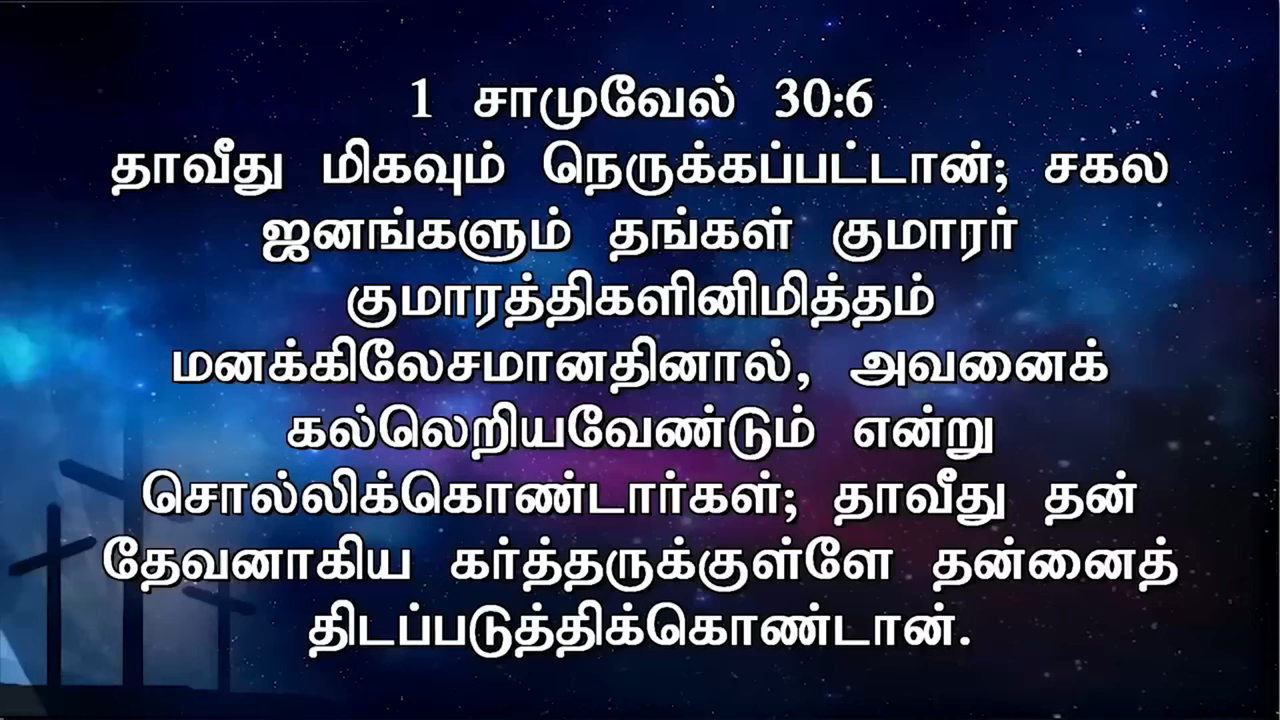 1 சாமுவேல் 30:6
தாவீது மிகவும் நெருக்கப்பட்டான்; சகல
ஜனங்களும் தங்கள் குமாரர்
குமாரத்திகளினிமித்தம்
மனக்கிலேசமானதினால், அவனைக்
கல்லெறியவேண்டும் என்று
சொல்லிக்கொண்டார்கள்; தாவீது தன்
தேவனாகிய கர்த்தருக்குள்ளே தன்னைத்
திடப்படுத்திக்கொண்டான்.